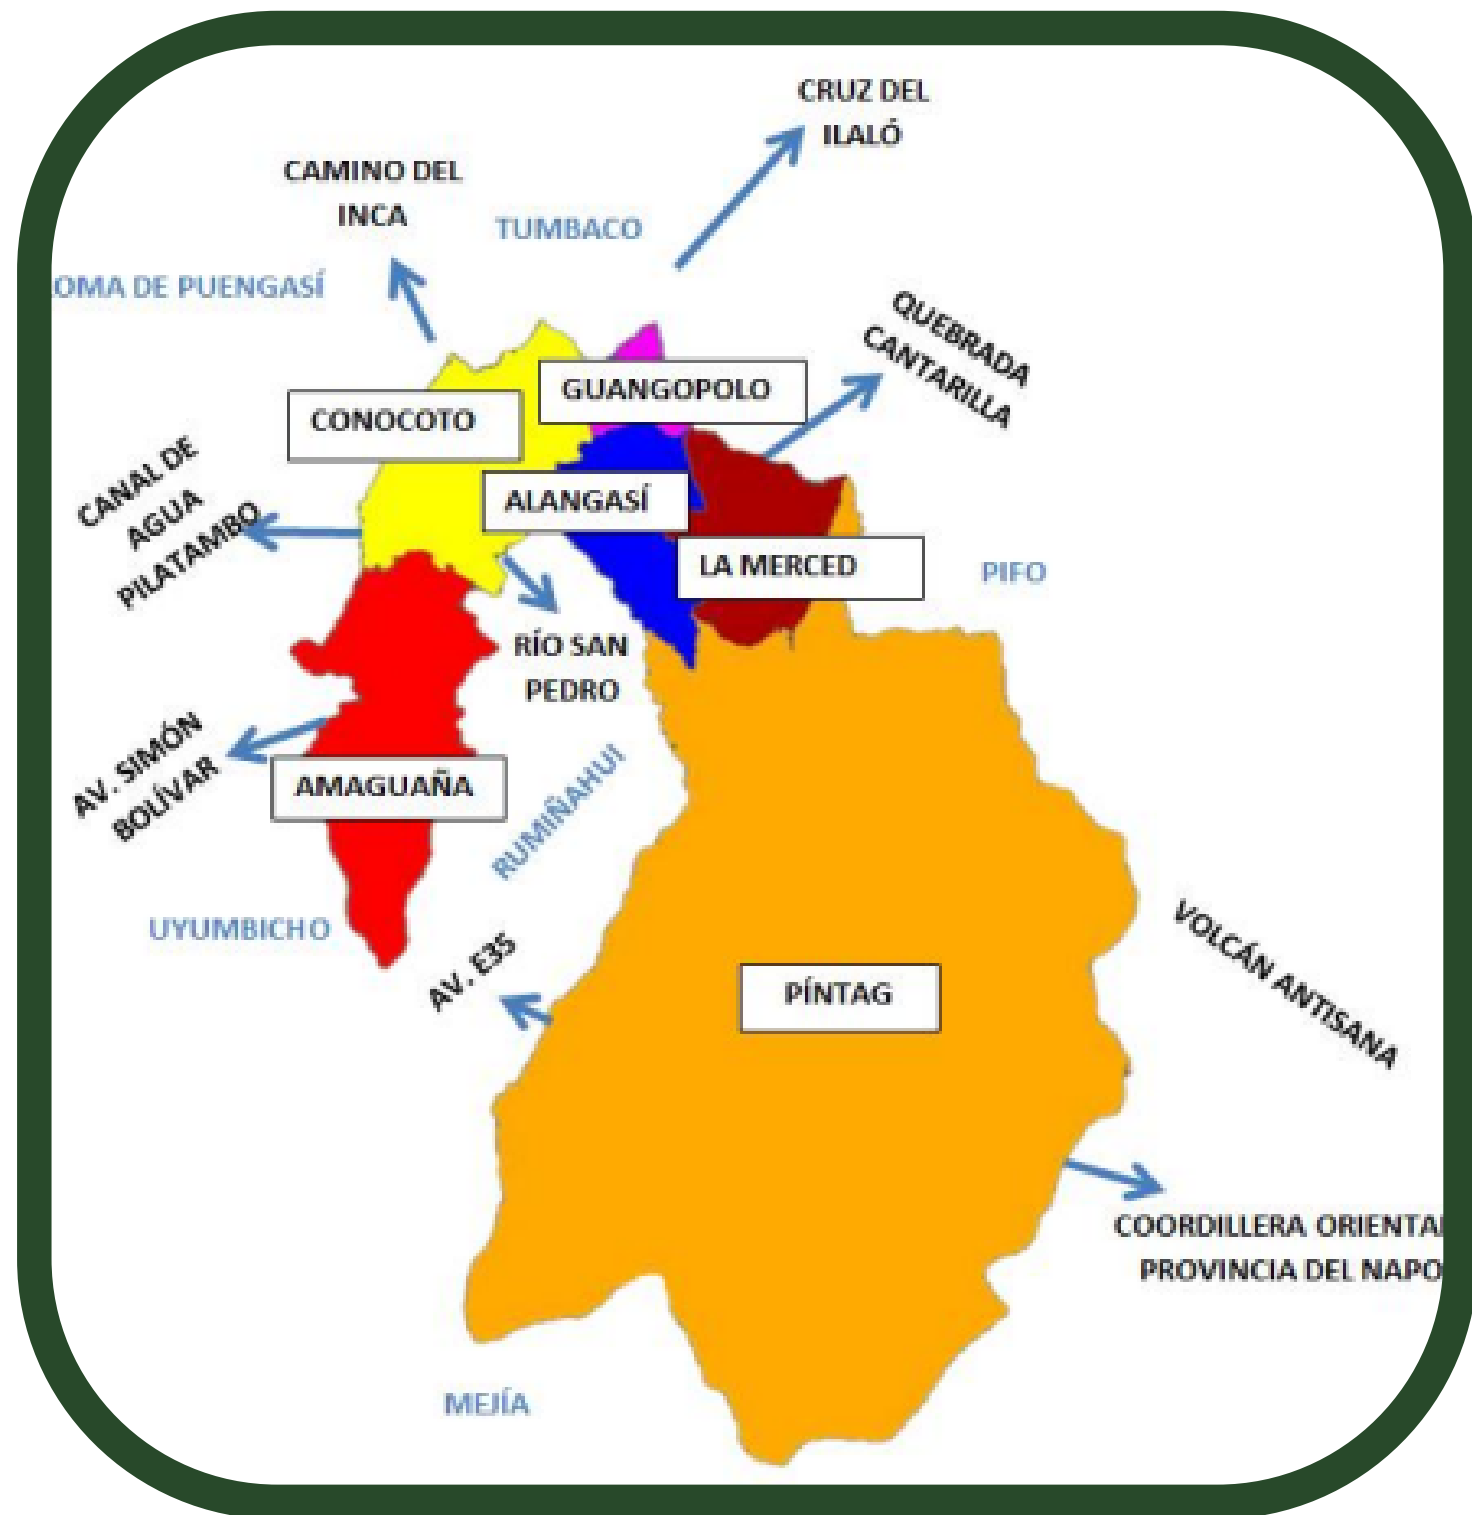 CRUZ DEL
ILALÓ
CAMINO DEL
INCA
TUMBACO
OMA DE PUENGASÍ
QUEBRADA
CANTARILLA
GUANGOPOLO
CONOCOTO
CANAL DE
AGUA
PILATAMBO
ALANGASÍ
LA MERCED
PIFO
RÍO SAN
PEDRO
AV. SIMÓN
BOLÍVAR
AMAGUAÑA
RUMIÑAHUI
UYUMBICHO
AV. E35
VOLCÁN ANTISANA
PÍNTAG
COORDILLERA ORIENTAL
PROVINCIA DEL NAPO
MEJÍA